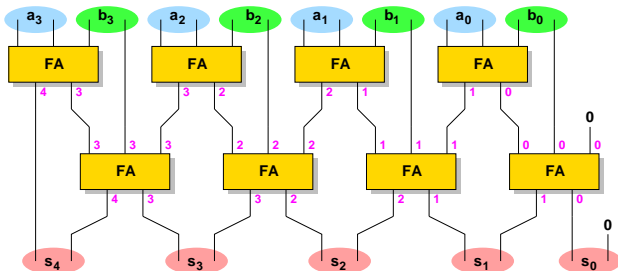 a3 b3 a2 b2 a1 b1 a0 b0
FA FA FA FA
4 3 3 2 2 1 1 0
0
3 3 3 2 2 2 1 1 1 0 0 0
FA FA FA FA
4 3 3 2 2 1 1 0
0
s4 s3 s2 s1 s0